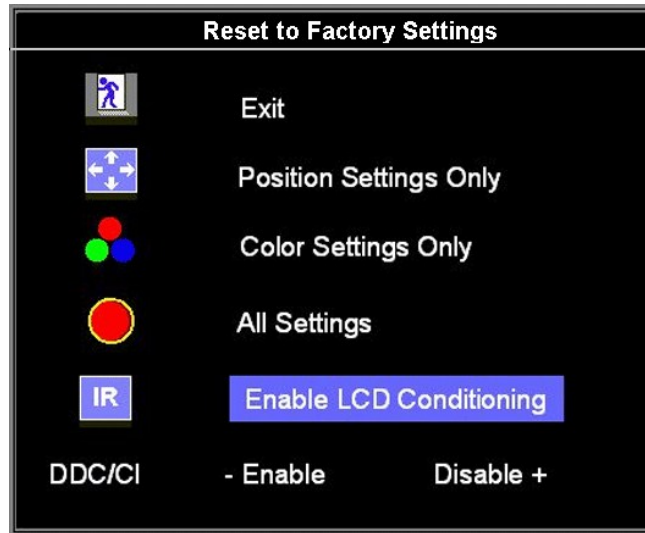 Reset to Factory Settings
Exit
Position Settings Only
Color Settings Only
All Settings
IR Enable LCD Conditioning
DDC/CI - Enable Disable +